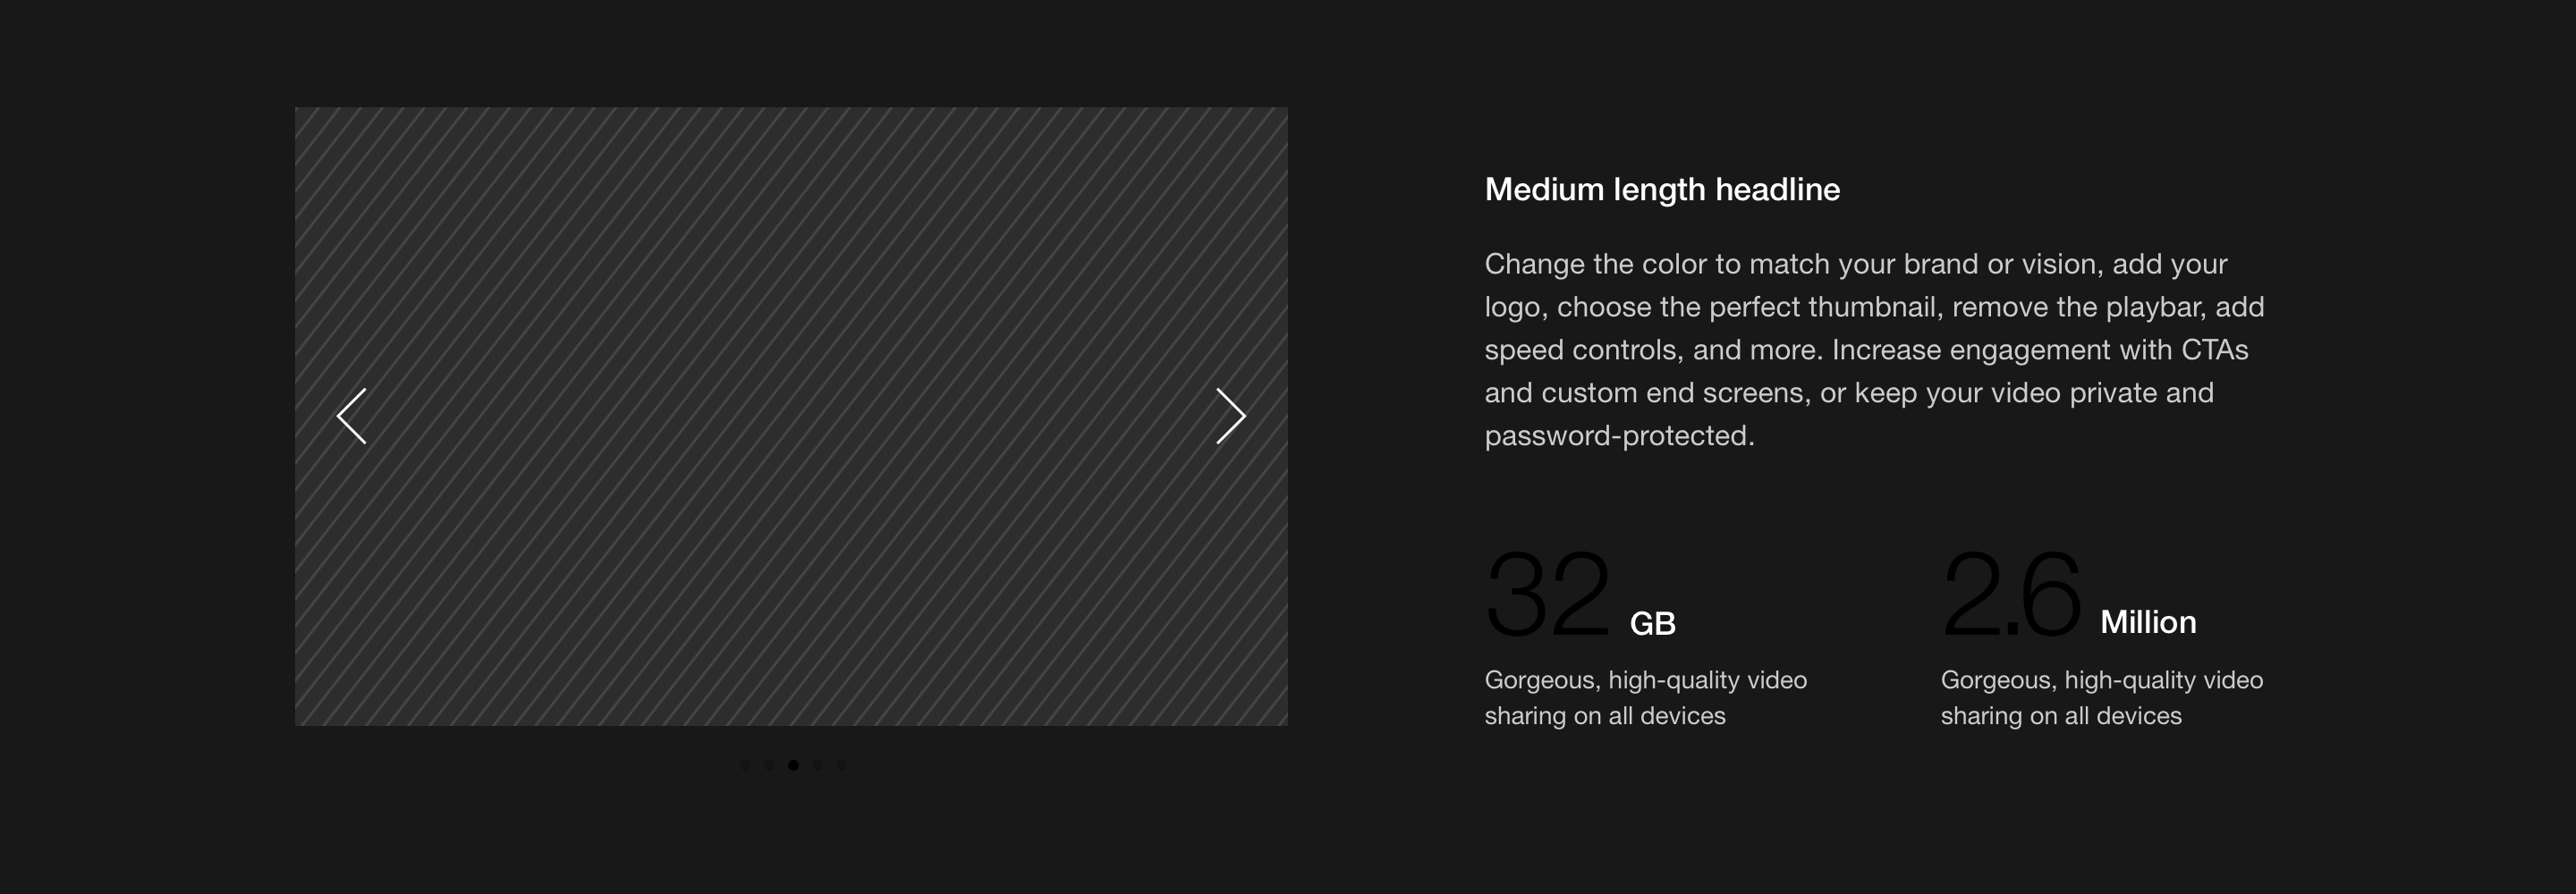 Medium length headline
Change the color to match your brand or vision, add your
logo, choose the perfect thumbnail, remove the playbar, add
speed controls, and more. Increase engagement with CTAs
and custom end screens, or keep your video private and
password-protected.
32 GB
Gorgeous, high-quality video
sharing on all devices
2.6 Million
Gorgeous, high-quality video
sharing on all devices